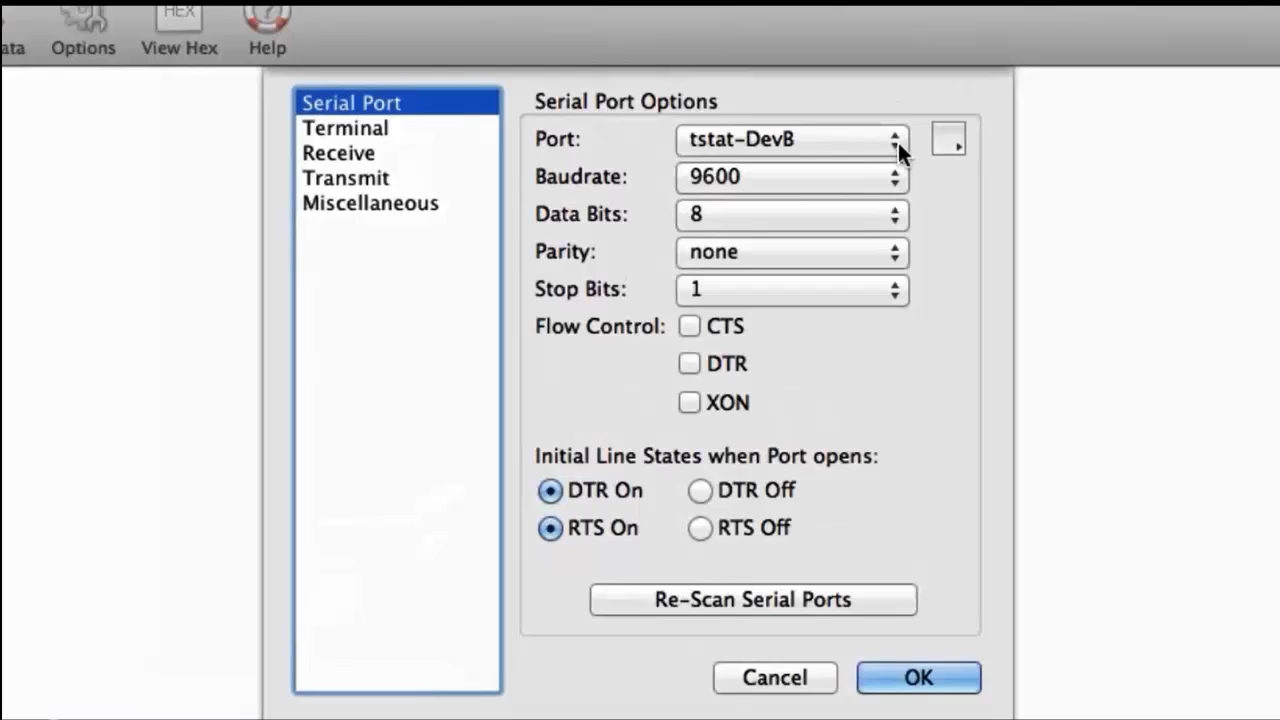 ata Options View Hex Help
HEX
Serial Port
Terminal
Receive
Transmit
Miscellaneous
Serial Port Options
Port: tstat-DevB
Baudrate: 9600
Data Bits: 8
Parity: none
Stop Bits: 1
Flow Control: CTS
DTR
XON
Initial Line States when Port opens:
DTR On DTR Off
RTS On RTS Off
Re-Scan Serial Ports
Cancel OK